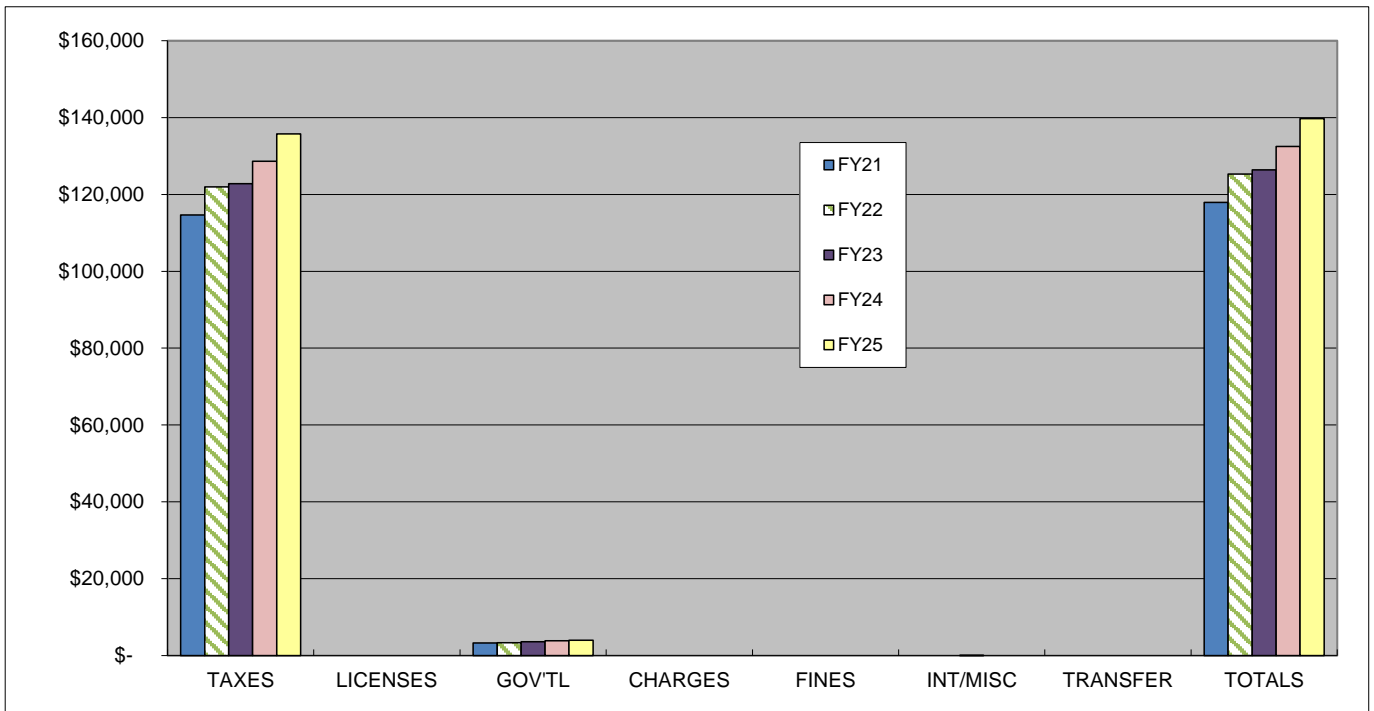 $160,000
$140,000
$120,000
$100,000
$80,000
$60,000
$40,000
$20,000
$-
FY21
FY22
FY23
FY24
FY25
TAXES LICENSES GOV'TL CHARGES FINES INT/MISC TRANSFER TOTALS